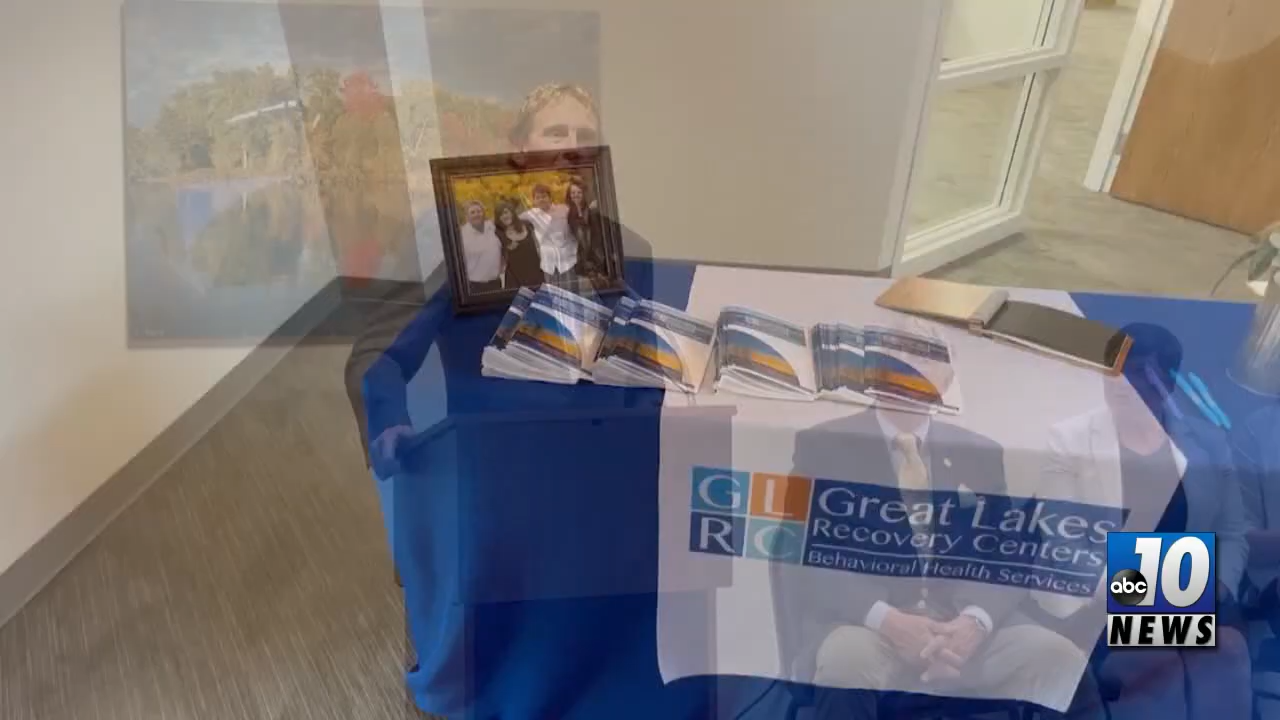 GL
RC
Great Lakes
Recovery Centers
Behavioral Health Services
abc 10
NEWS